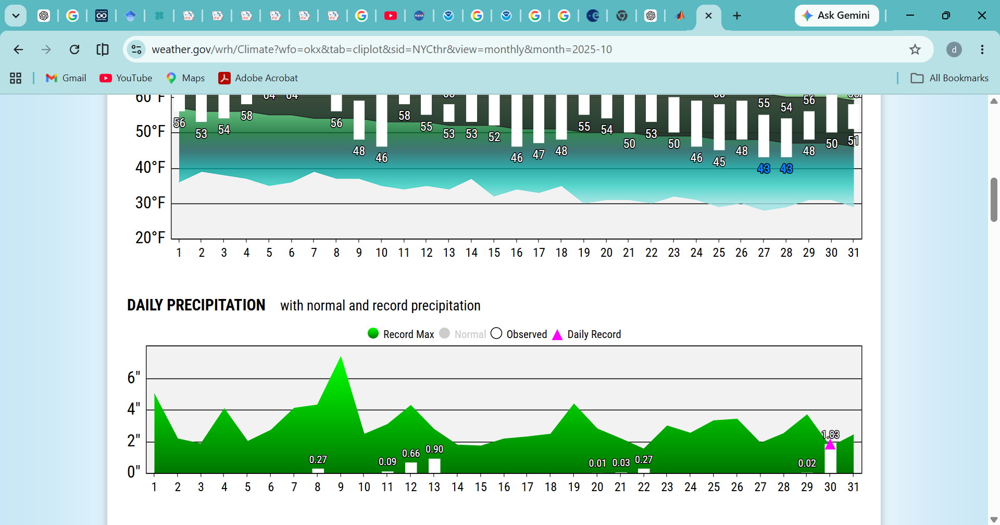 Ask Gemini
weather.gov/wrh/Climate?wfo=okx&tab=cliplot&sid=NYCthr&view=monthly&month=2025-10
d
Gmail YouTube Maps Adobe Acrobat All Bookmarks
60°F
64 64 55 54 56
56 53 54 58 56 48 46 58 55 53 53 52 46 47 48 55 54 50 53 50 46 45 48 43 43 48 50 51
50°F
40°F
30°F
20°F
1 2 3 4 5 6 7 8 9 10 11 12 13 14 15 16 17 18 19 20 21 22 23 24 25 26 27 28 29 30 31
DAILY PRECIPITATION with normal and record precipitation
Record Max Normal Observed Daily Record
6"
4"
2"
0"
0.27 0.09 0.66 0.90 0.01 0.03 0.27 0.02 1.83
1 2 3 4 5 6 7 8 9 10 11 12 13 14 15 16 17 18 19 20 21 22 23 24 25 26 27 28 29 30 31